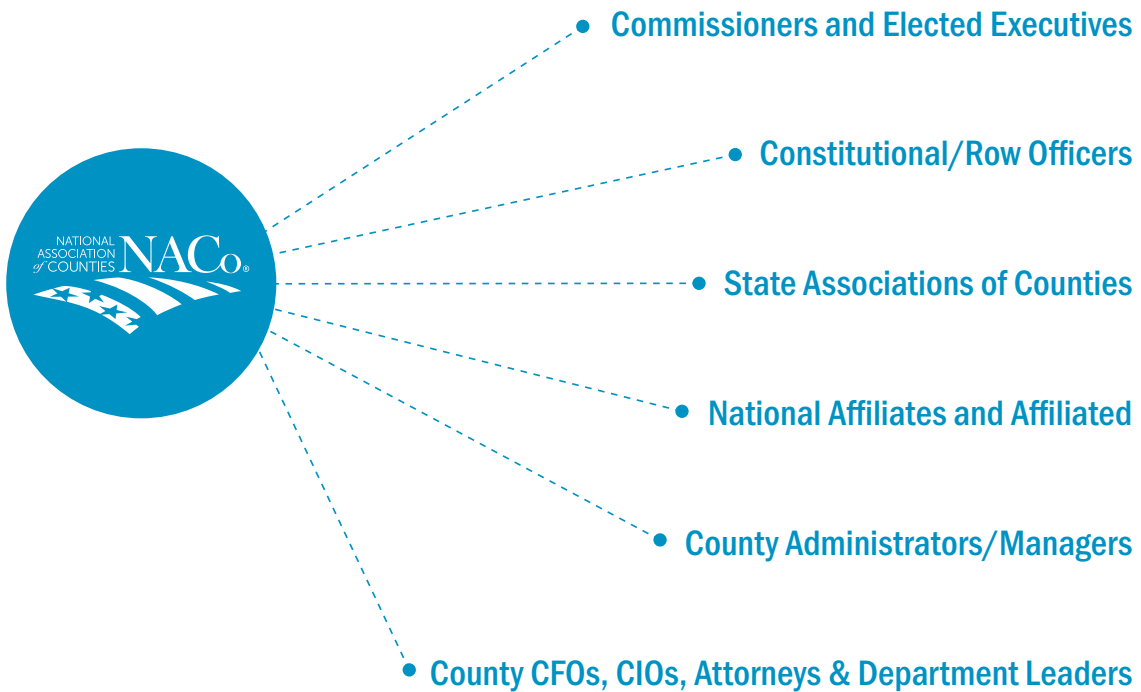 Commissioners and Elected Executives
Constitutional/Row Officers
NATIONAL
ASSOCIATION
of COUNTIES
NACo®
State Associations of Counties
National Affiliates and Affiliated
County Administrators/Managers
County CFOs, CIOs, Attorneys & Department Leaders